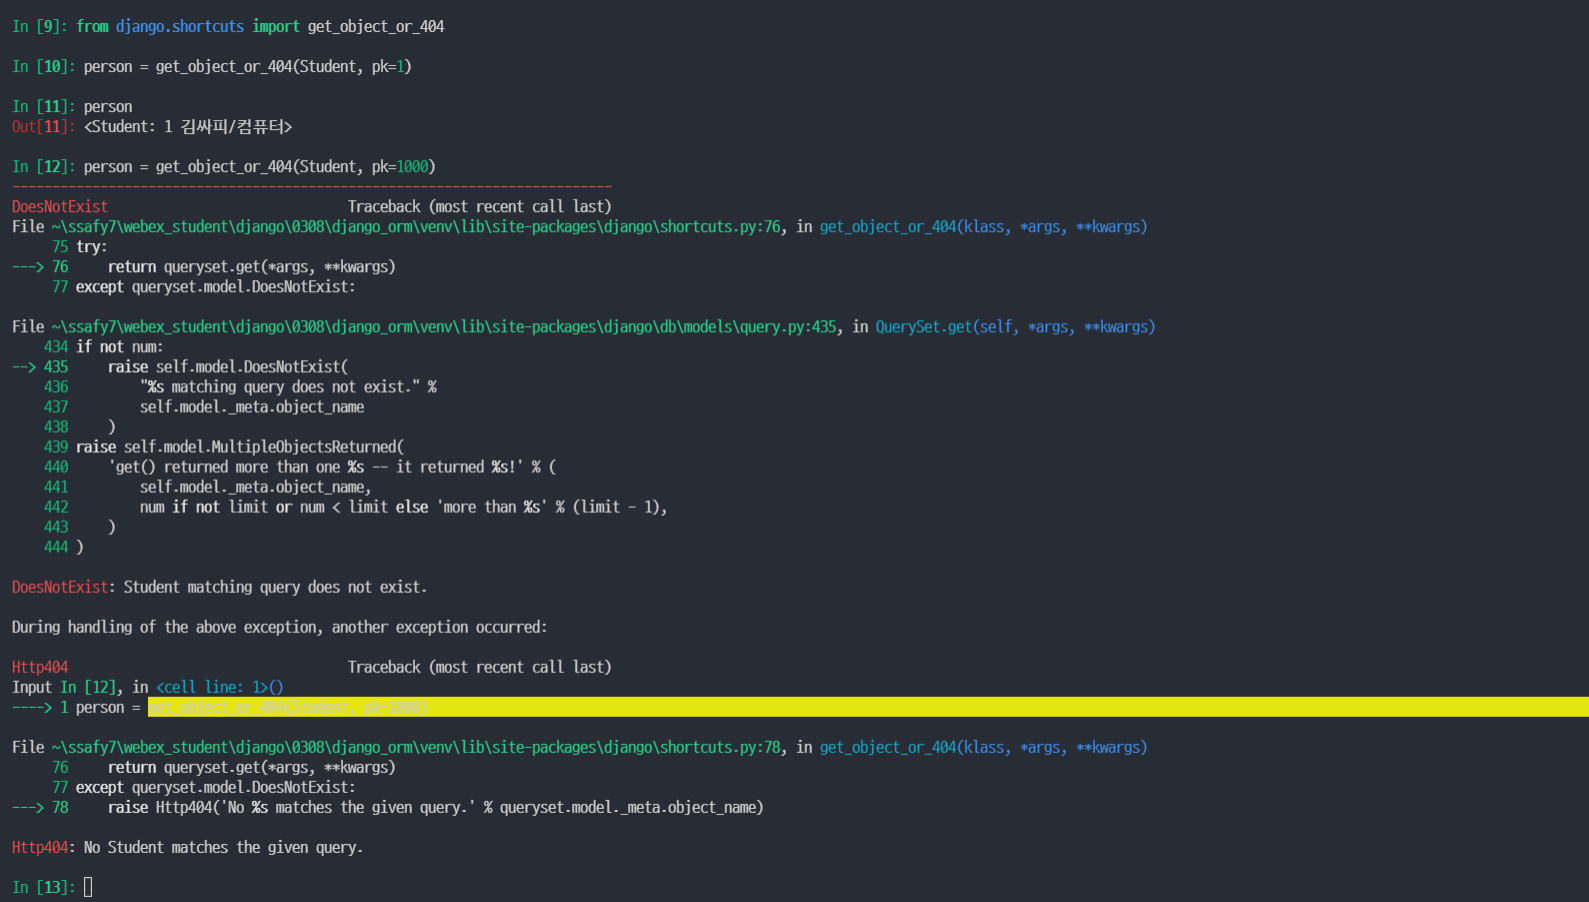 In [9]: from django.shortcuts import get_object_or_404
In [10]: person = get_object_or_404(Student, pk=1)
In [11]: person
Out[11]: <Student: 1 김싸피/컴퓨터>
In [12]: person = get_object_or_404(Student, pk=1000)
---------------------------------------------------------------------------
DoesNotExist                              Traceback (most recent call last)
File ~\ssafy7\webex_student\django\0308\django_orm\venv\lib\site-packages\django\shortcuts.py:76, in get_object_or_404(klass, *args, **kwargs)
     75 try:
---> 76     return queryset.get(*args, **kwargs)
     77 except queryset.model.DoesNotExist:
File ~\ssafy7\webex_student\django\0308\django_orm\venv\lib\site-packages\django\db\models\query.py:435, in QuerySet.get(self, *args, **kwargs)
    434 if not num:
--> 435     raise self.model.DoesNotExist(
    436         "%s matching query does not exist." %
    437         self.model._meta.object_name
    438     )
    439 raise self.model.MultipleObjectsReturned(
    440     'get() returned more than one %s -- it returned %s!' % (
    441         self.model._meta.object_name,
    442         num if not limit or num < limit else 'more than %s' % (limit - 1),
    443     )
    444 )
DoesNotExist: Student matching query does not exist.
During handling of the above exception, another exception occurred:
Http404                                   Traceback (most recent call last)
Input In [12], in <cell line: 1>()
----> 1 person = get_object_or_404(Student, pk=1000)
File ~\ssafy7\webex_student\django\0308\django_orm\venv\lib\site-packages\django\shortcuts.py:78, in get_object_or_404(klass, *args, **kwargs)
     76     return queryset.get(*args, **kwargs)
     77 except queryset.model.DoesNotExist:
---> 78     raise Http404('No %s matches the given query.' % queryset.model._meta.object_name)
Http404: No Student matches the given query.
In [13]: